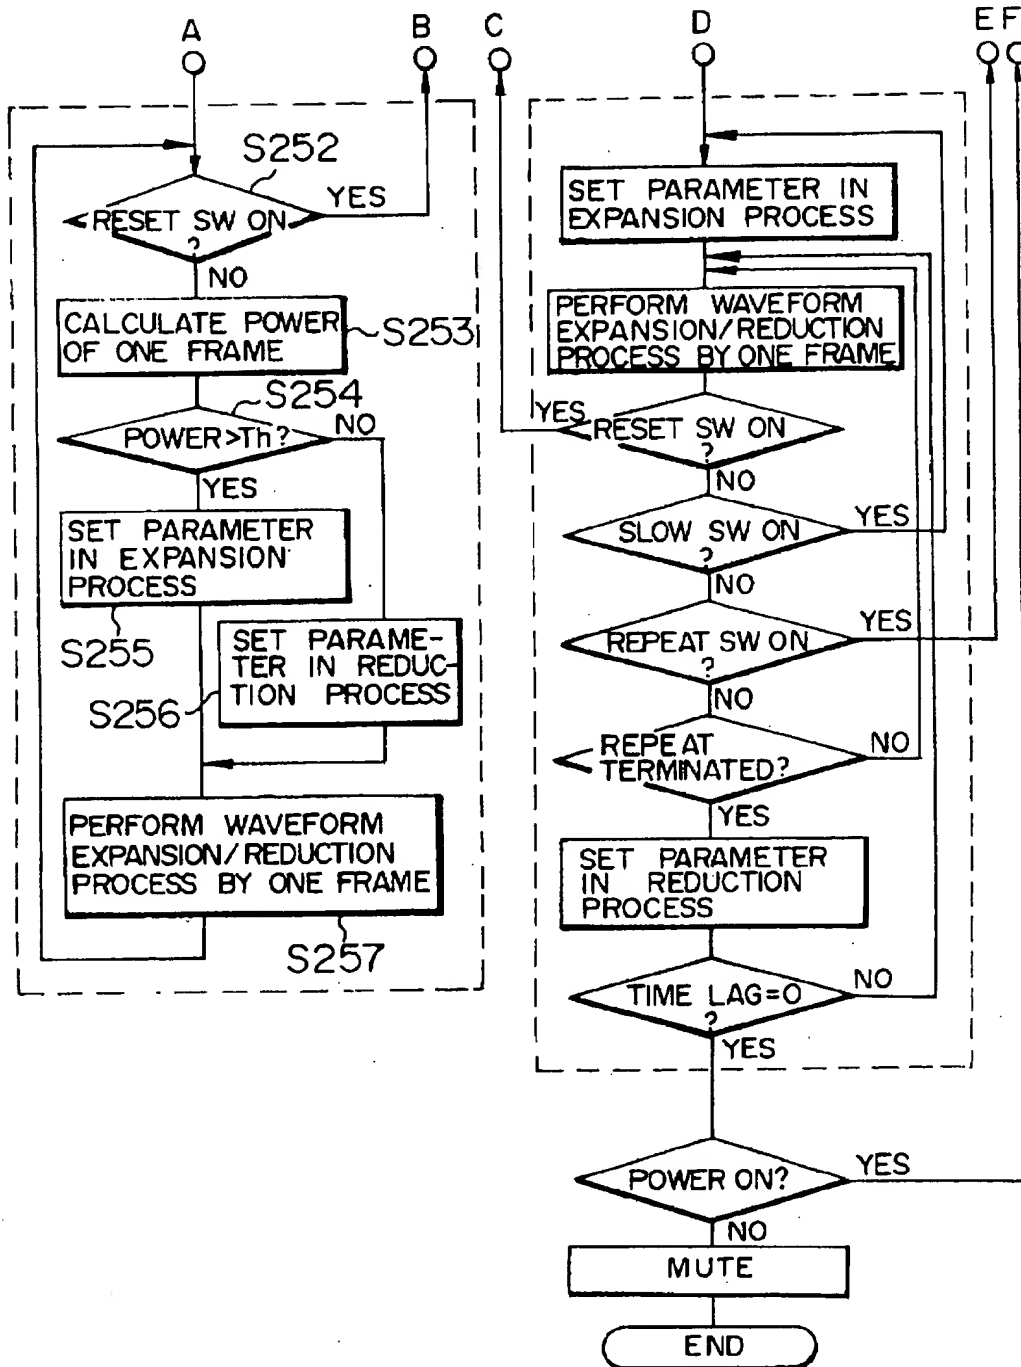 A
B
C
D
E
F
S252
RESET SW ON
?
YES
NO
CALCULATE POWER
OF ONE FRAME
S253
S254
POWER>Th?
NO
YES
SET PARAMETER
IN EXPANSION
PROCESS
S255
SET PARAME-
TER IN REDUC-
TION PROCESS
S256
PERFORM WAVEFORM
EXPANSION/REDUCTION
PROCESS BY ONE FRAME
S257
SET PARAMETER IN
EXPANSION PROCESS
PERFORM WAVEFORM
EXPANSION/REDUCTION
PROCESS BY ONE FRAME
YES
RESET SW ON
?
NO
SLOW SW ON
?
YES
NO
REPEAT SW ON
?
YES
NO
REPEAT
TERMINATED?
NO
YES
SET PARAMETER
IN REDUCTION
PROCESS
TIME LAG=0
?
NO
YES
POWER ON?
YES
NO
MUTE
END